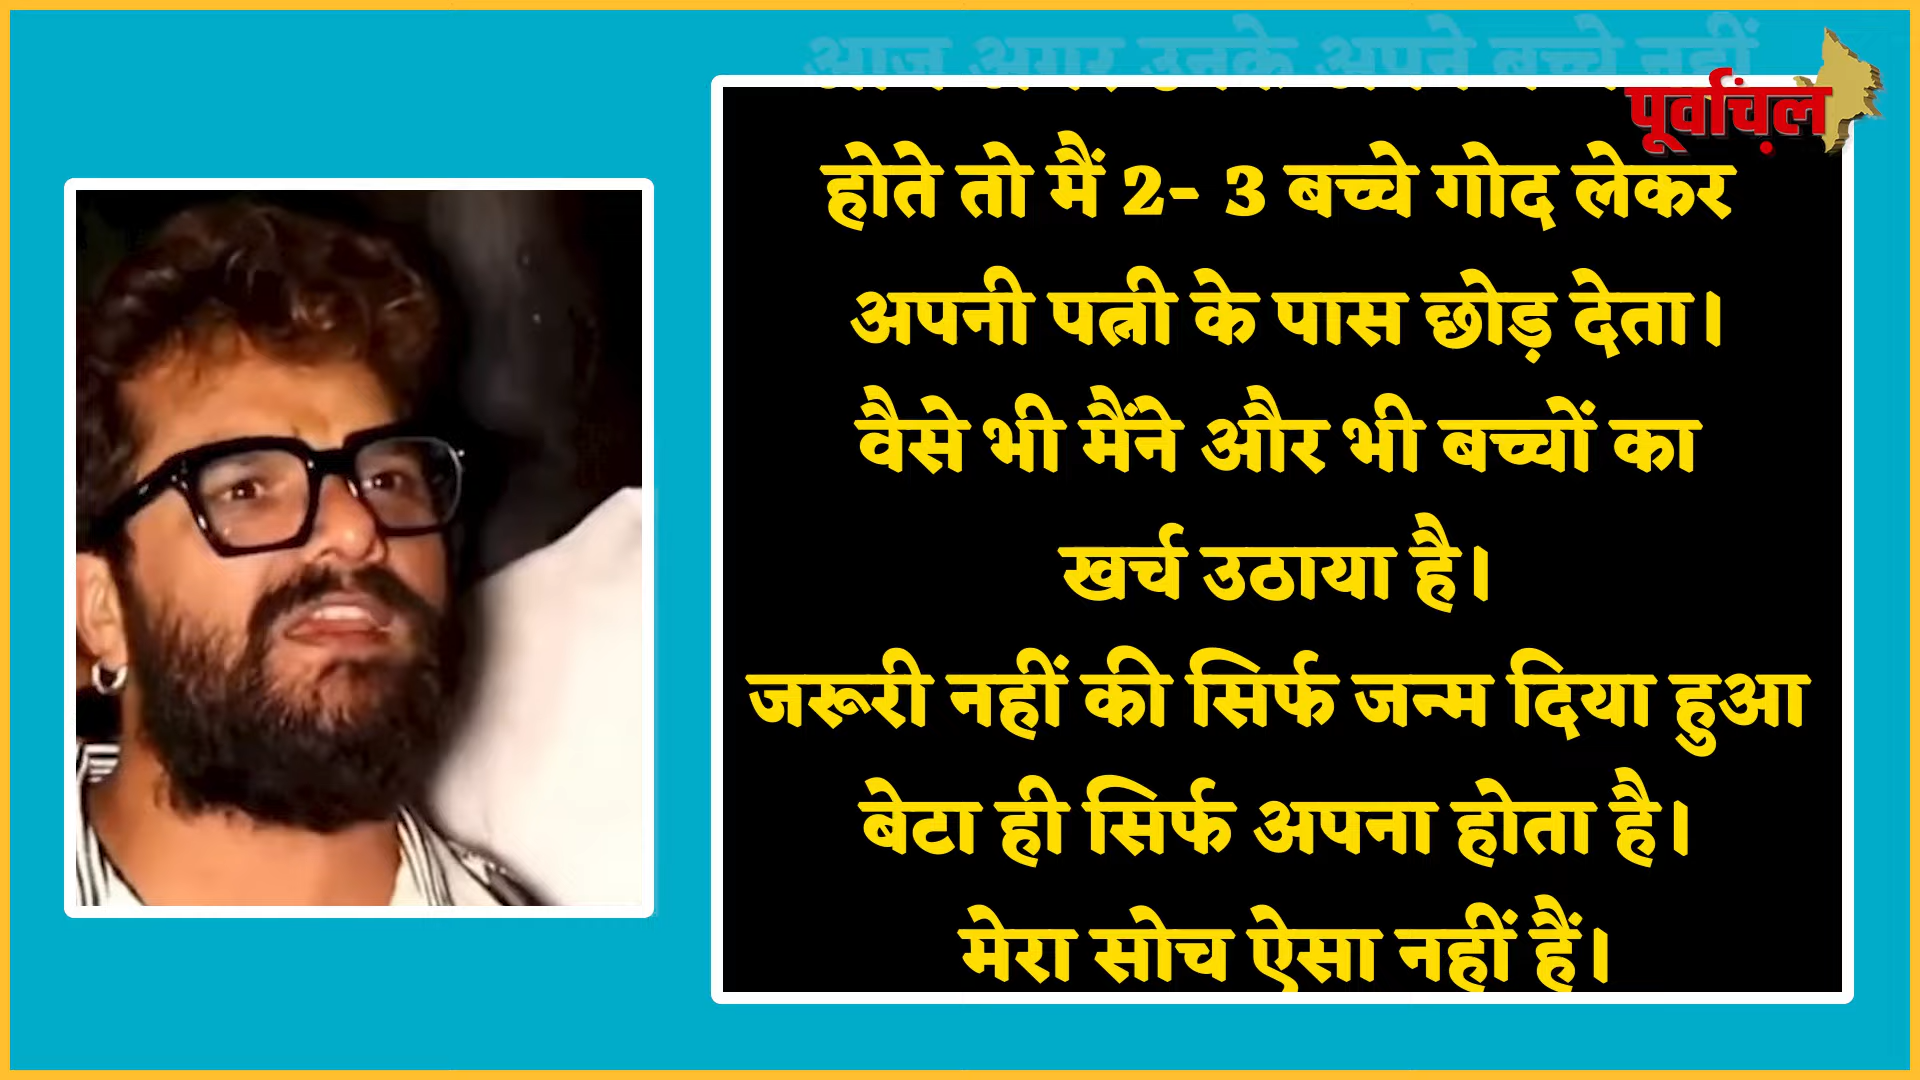 आज अगर उनके अपने बच्चे नहीं
पूर्वांचल
होते तो मैं 2- 3 बच्चे गोद लेकर
अपनी पत्नी के पास छोड़ देता।
वैसे भी मैंने और भी बच्चों का
खर्च उठाया है।
जरूरी नहीं की सिर्फ जन्म दिया हुआ
बेटा ही सिर्फ अपना होता है।
मेरा सोच ऐसा नहीं हैं।